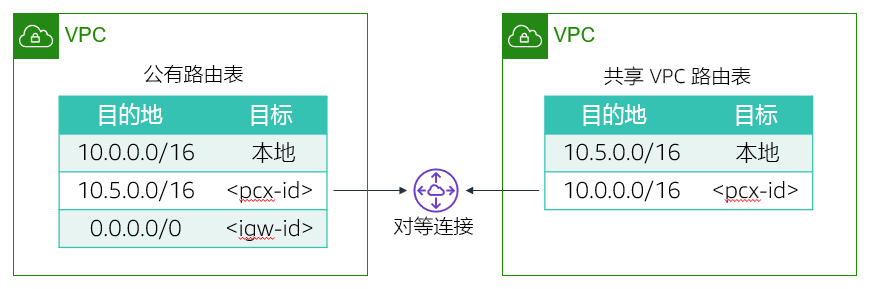 VPC
公有路由表
目的地 目标
10.0.0.0/16 本地
10.5.0.0/16 <pcx-id>
0.0.0.0/0 <igw-id>
对等连接
VPC
共享 VPC 路由表
目的地 目标
10.5.0.0/16 本地
10.0.0.0/16 <pcx-id>